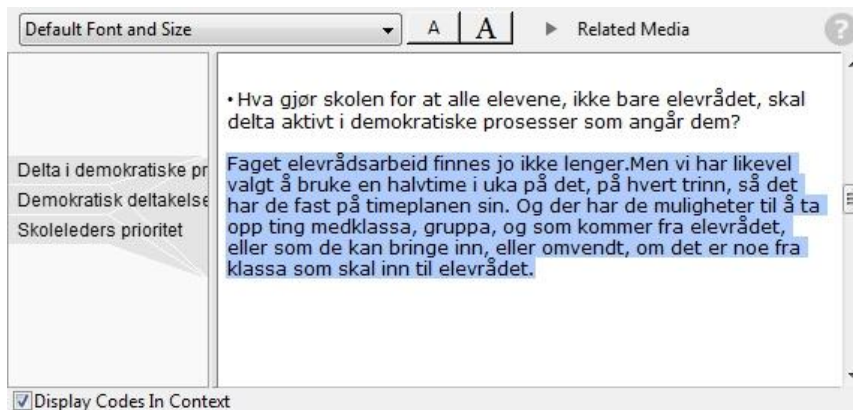 Default Font and Size
A
A
Related Media
• Hva gjør skolen for at alle elevene, ikke bare elevrådet, skal
delta aktivt i demokratiske prosesser som angår dem?
Delta i demokratiske pr
Demokratisk deltakelse
Skoleleders prioritet
Faget elevrådsarbeid finnes jo ikke lenger.Men vi har likevel
valgt å bruke en halvtime i uka på det, på hvert trinn, så det
har de fast på timeplanen sin. Og der har de muligheter til å ta
opp ting medklassa, gruppa, og som kommer fra elevrådet,
eller som de kan bringe inn, eller omvendt, om det er noe fra
klassa som skal inn til elevrådet.
Display Codes In Context